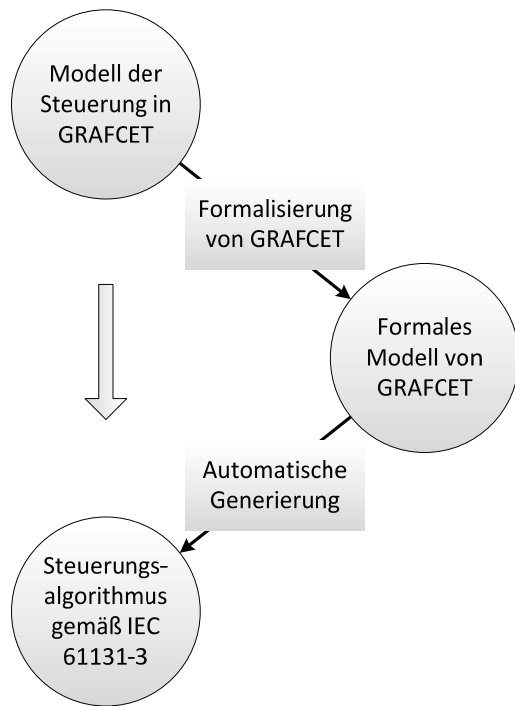 Modell der
Steuerung in
GRAFCET
Formalisierung
von GRAFCET
Formales
Modell von
GRAFCET
Automatische
Generierung
Steuerungs-
algorithmus
gemäß IEC
61131-3